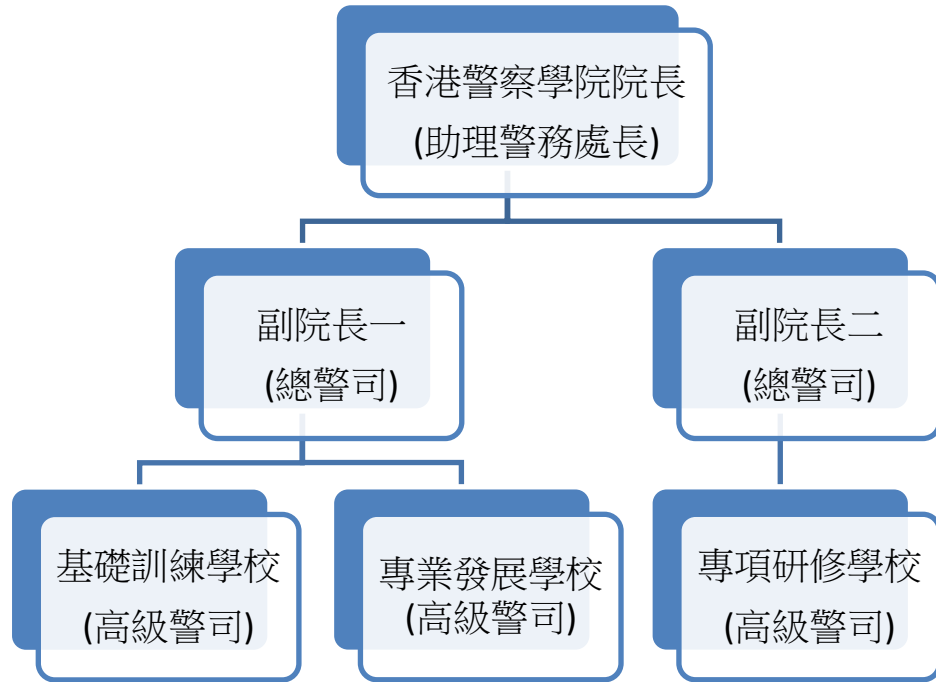 香港警察學院院長
(助理警務處長)
副院長一
(總警司)
副院長二
(總警司)
基礎訓練學校
(高級警司)
專業發展學校
(高級警司)
專項研修學校
(高級警司)